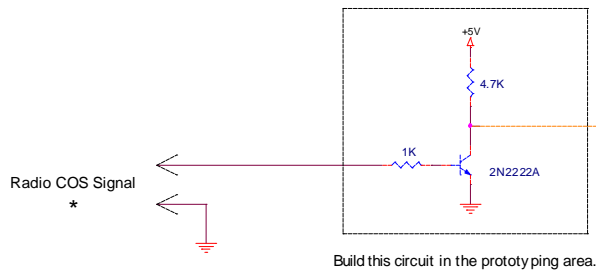 +5V
4.7K
1K
2N2222A
Radio COS Signal
*
Build this circuit in the prototyping area.